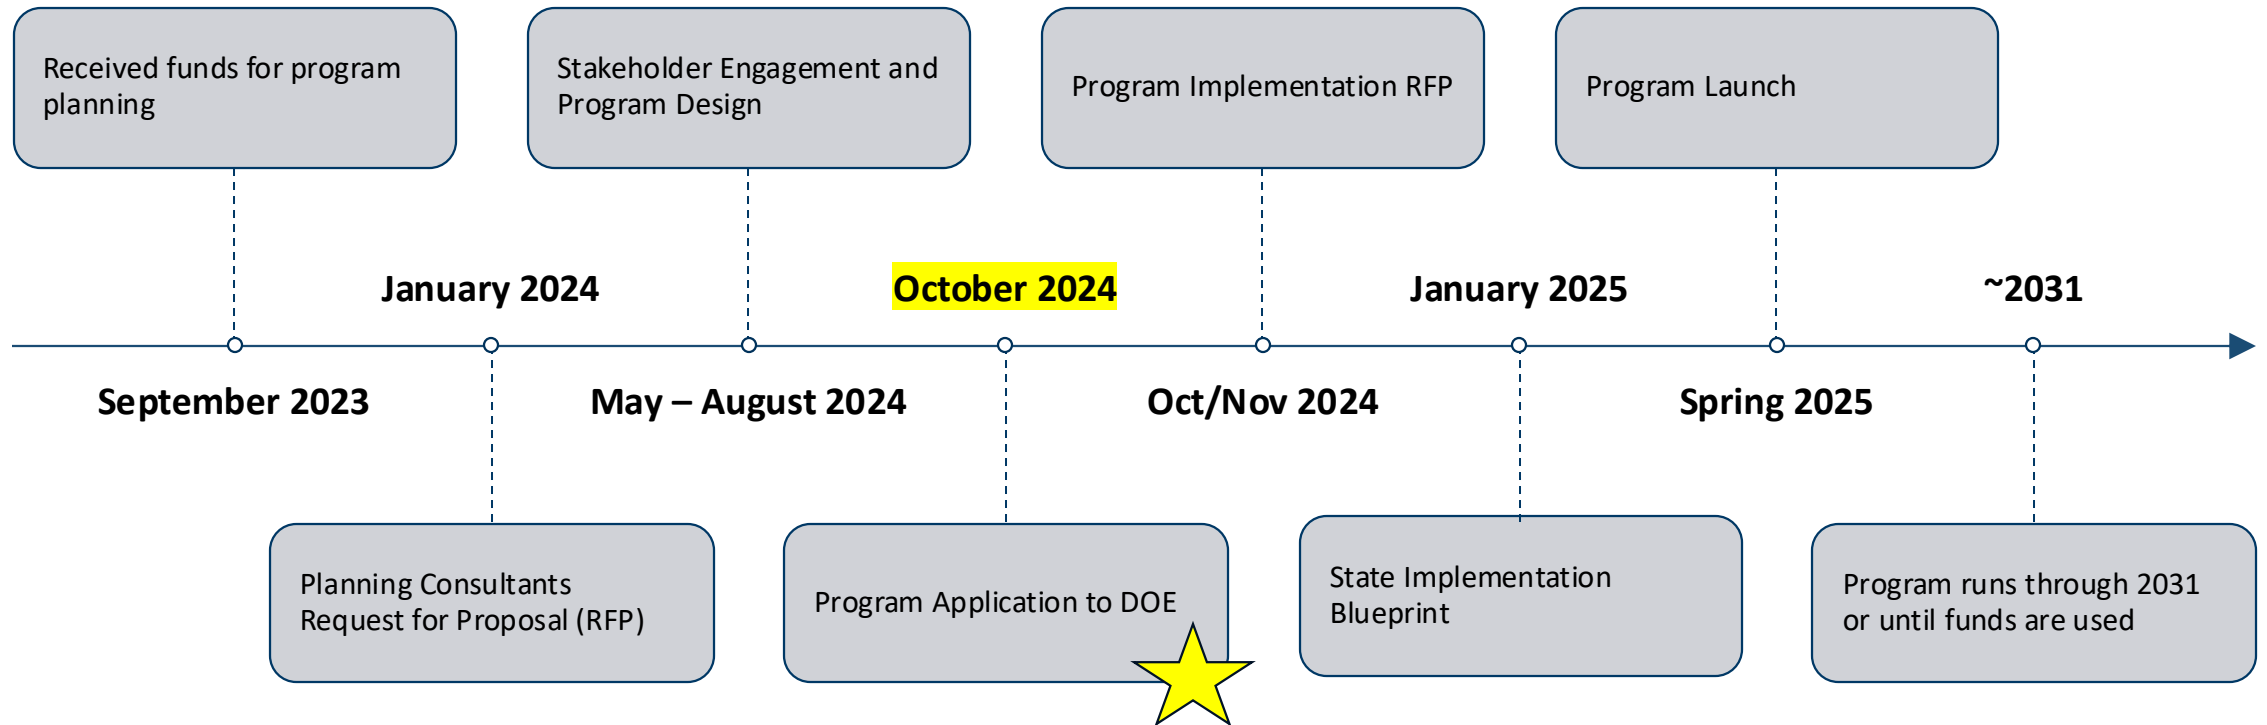 Received funds for program
planning
Stakeholder Engagement and
Program Design
Program Implementation RFP
Program Launch
January 2024
October 2024
January 2025
~2031
September 2023
May – August 2024
Oct/Nov 2024
Spring 2025
Planning Consultants
Request for Proposal (RFP)
Program Application to DOE
State Implementation
Blueprint
Program runs through 2031
or until funds are used